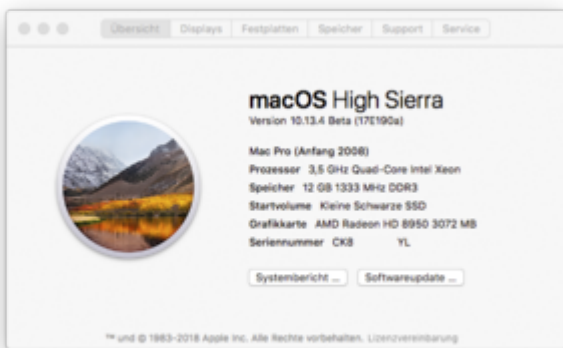 Übersicht Displays Festplatten Speicher Support Service
macOS High Sierra
Version 10.13.4 Beta (17E190a)
Mac Pro (Anfang 2008)
Prozessor 3,5 GHz Quad-Core Intel Xeon
Speicher 12 GB 1333 MHz DDR3
Startvolume Kleine Schwarze SSD
Grafikkarte AMD Radeon HD 8950 3072 MB
Seriennummer CK8 YL
Systembericht ... Softwareupdate ...
™ und © 1983-2018 Apple Inc. Alle Rechte vorbehalten. Lizenzvereinbarung